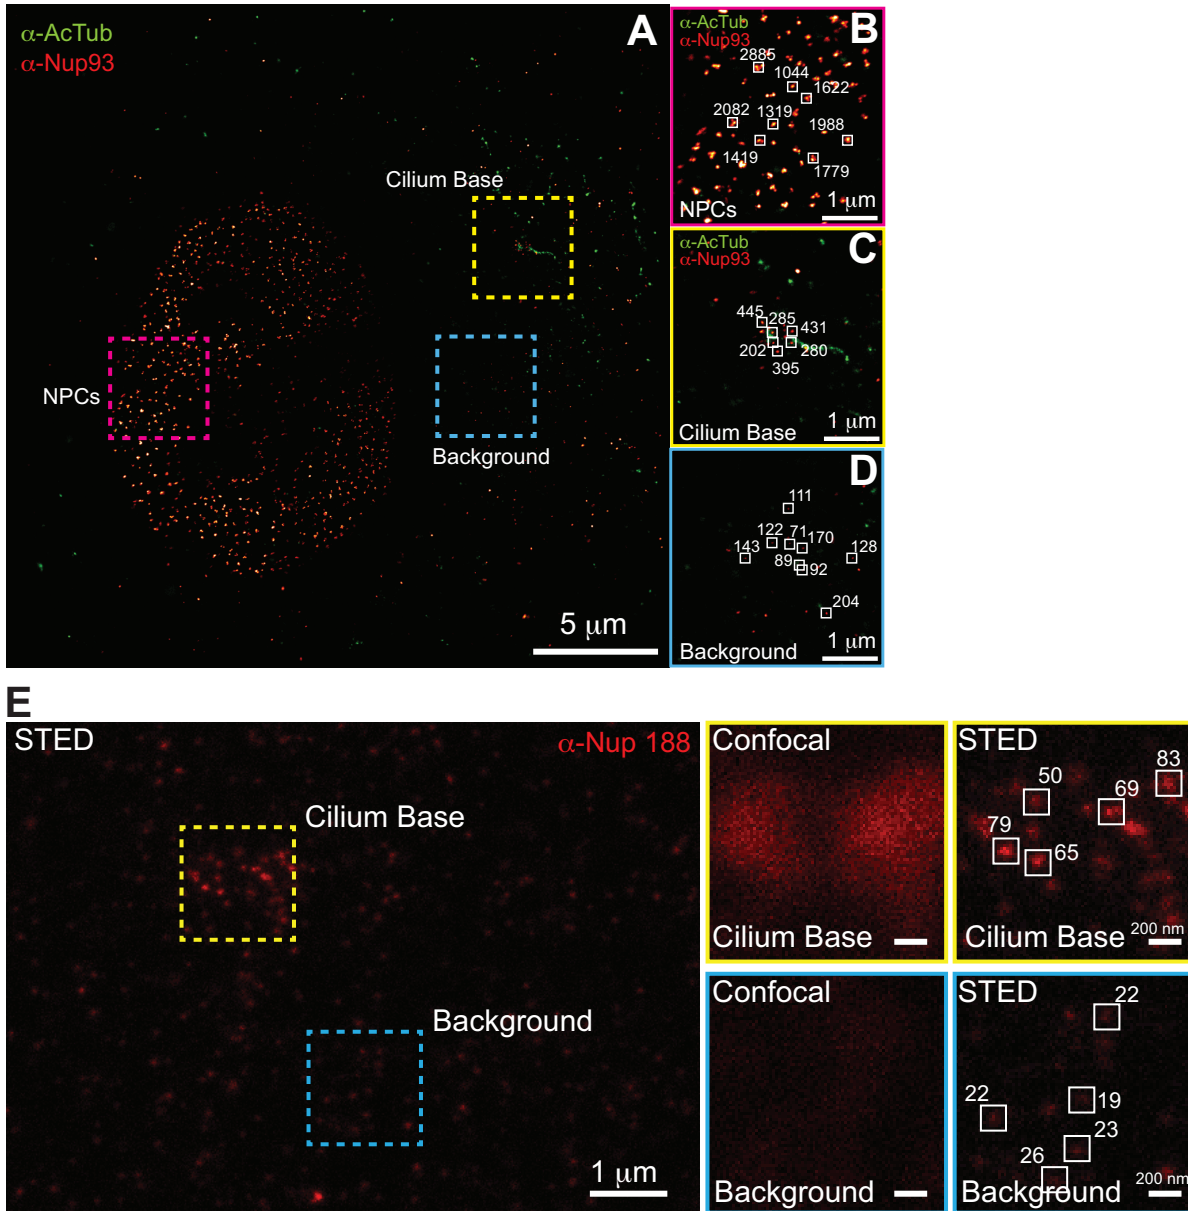 α-AcTub
α-Nup93
A
Cilium Base
NPCs
Background
5 μm
α-AcTub
α-Nup93
B
2885
1044
1622
2082
1319
1988
1419
1779
1 μm
NPCs
α-AcTub
α-Nup93
C
445
285
431
202
280
395
1 μm
Cilium Base
D
111
122
71
170
143
128
89
92
204
1 μm
Background
E
STED
α-Nup 188
Cilium Base
Background
1 μm
Confocal
Cilium Base
STED
83
50
69
79
65
200 nm
Cilium Base
Confocal
Background
STED
22
22
19
23
26
200 nm
Background